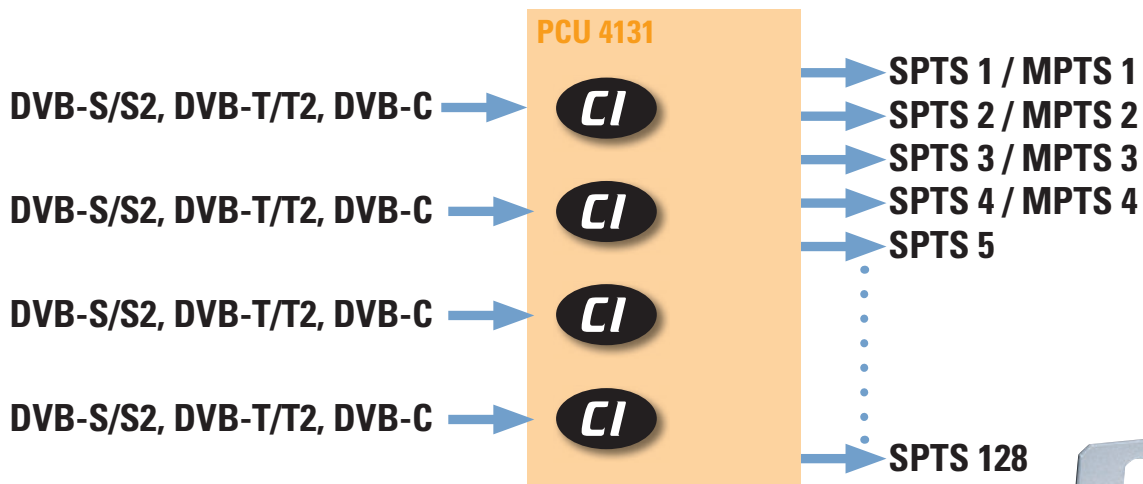 PCU 4131
DVB-S/S2, DVB-T/T2, DVB-C
CI
DVB-S/S2, DVB-T/T2, DVB-C
CI
DVB-S/S2, DVB-T/T2, DVB-C
CI
DVB-S/S2, DVB-T/T2, DVB-C
CI
SPTS 1 / MPTS 1
SPTS 2 / MPTS 2
SPTS 3 / MPTS 3
SPTS 4 / MPTS 4
SPTS 5
SPTS 128